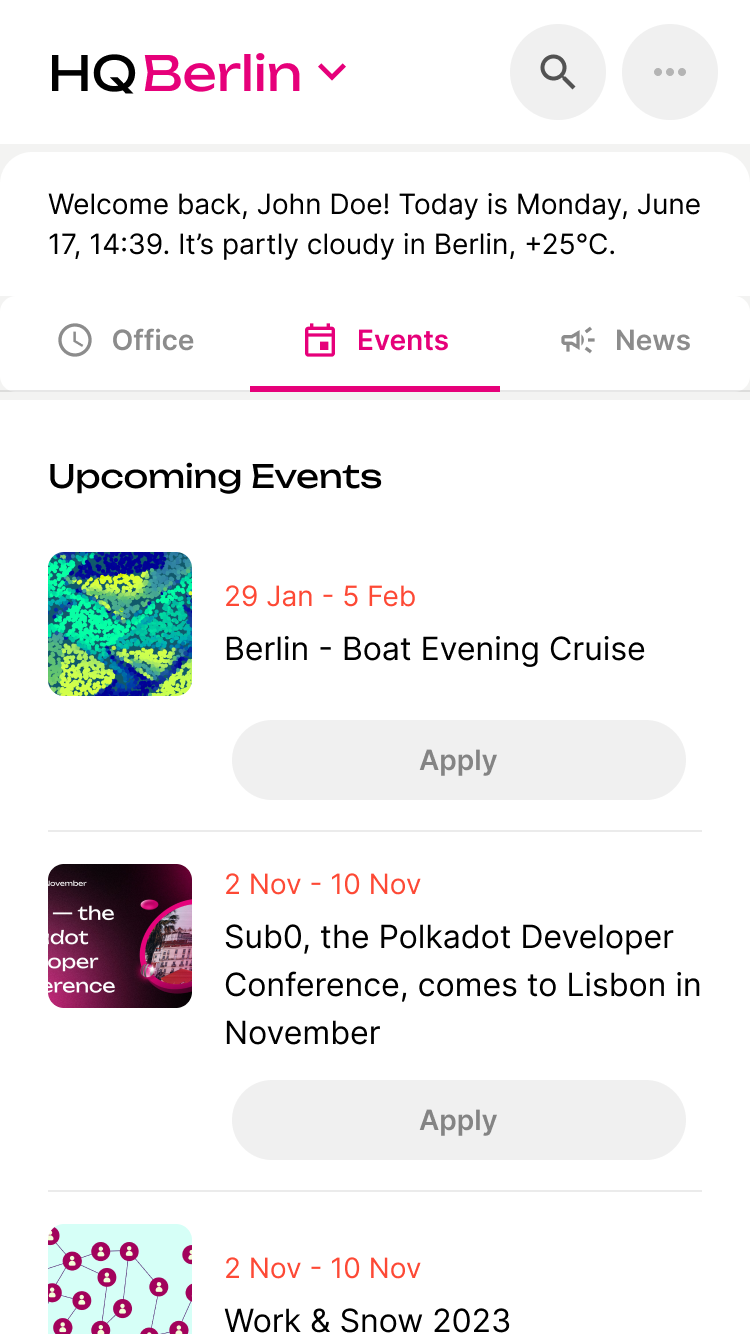 HQ Berlin
Welcome back, John Doe! Today is Monday, June
17, 14:39. It’s partly cloudy in Berlin, +25°C.
Office Events News
Upcoming Events
29 Jan - 5 Feb
Berlin - Boat Evening Cruise
Apply
November
— the
dot
oper
erence
2 Nov - 10 Nov
Sub0, the Polkadot Developer
Conference, comes to Lisbon in
November
Apply
2 Nov - 10 Nov
Work & Snow 2023